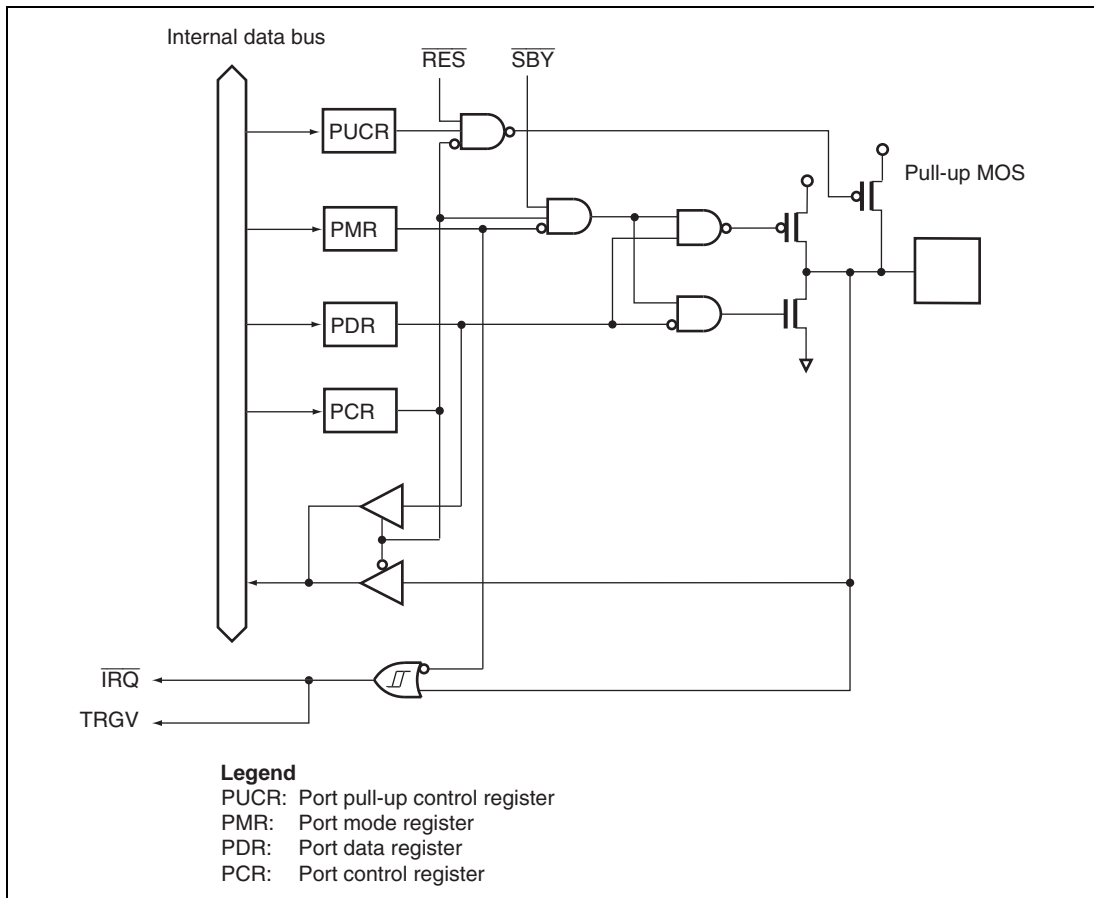 Internal data bus
RES
SBY
PUCR
Pull-up MOS
PMR
PDR
PCR
IRQ
TRGV
Legend
PUCR: Port pull-up control register
PMR: Port mode register
PDR: Port data register
PCR: Port control register